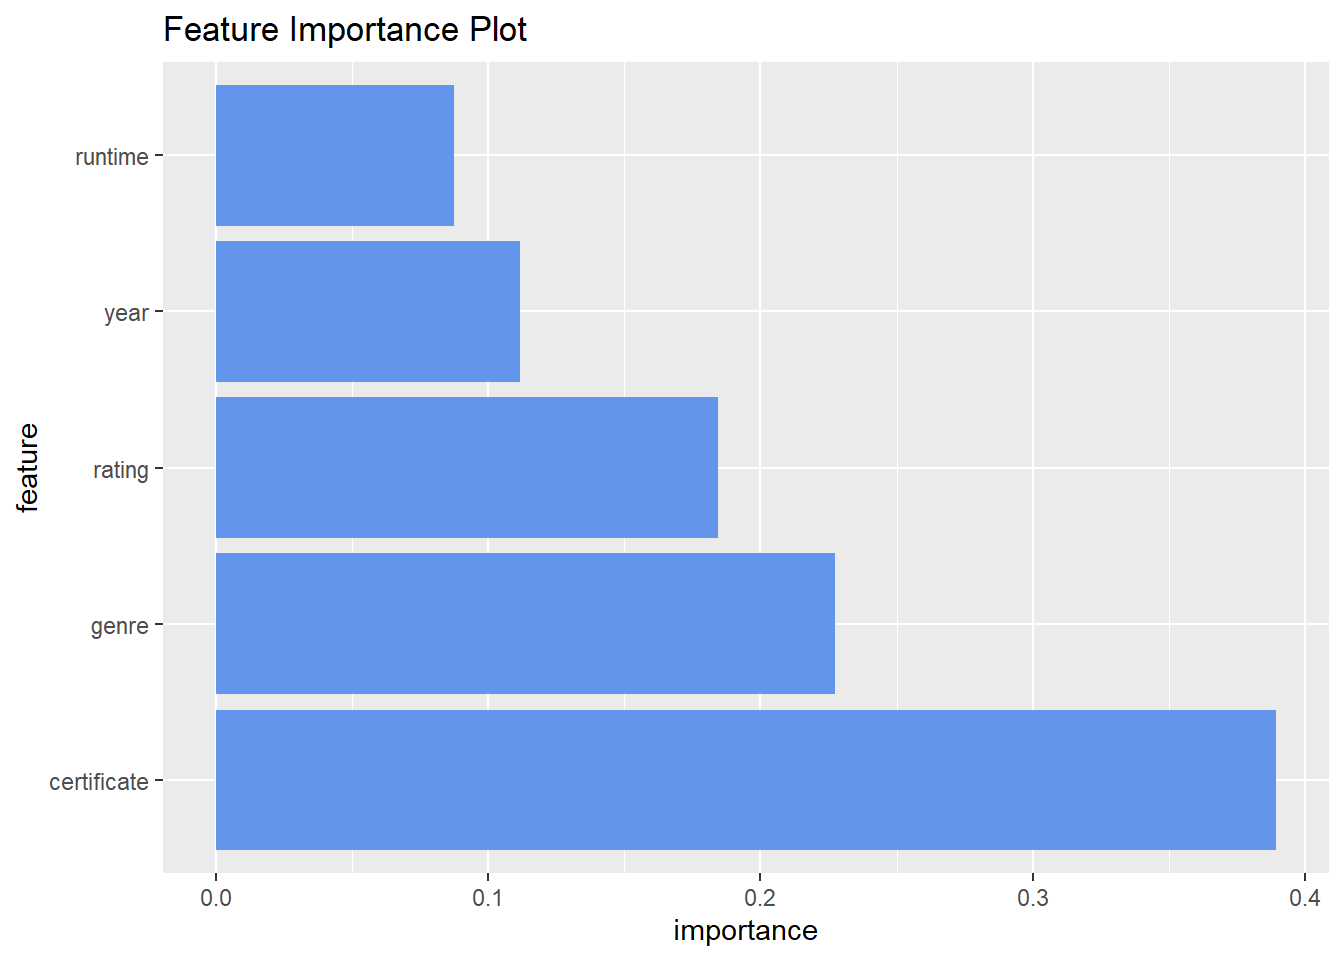 Feature Importance Plot
runtime
year
rating
genre
certificate
feature
0.0 0.1 0.2 0.3 0.4
importance